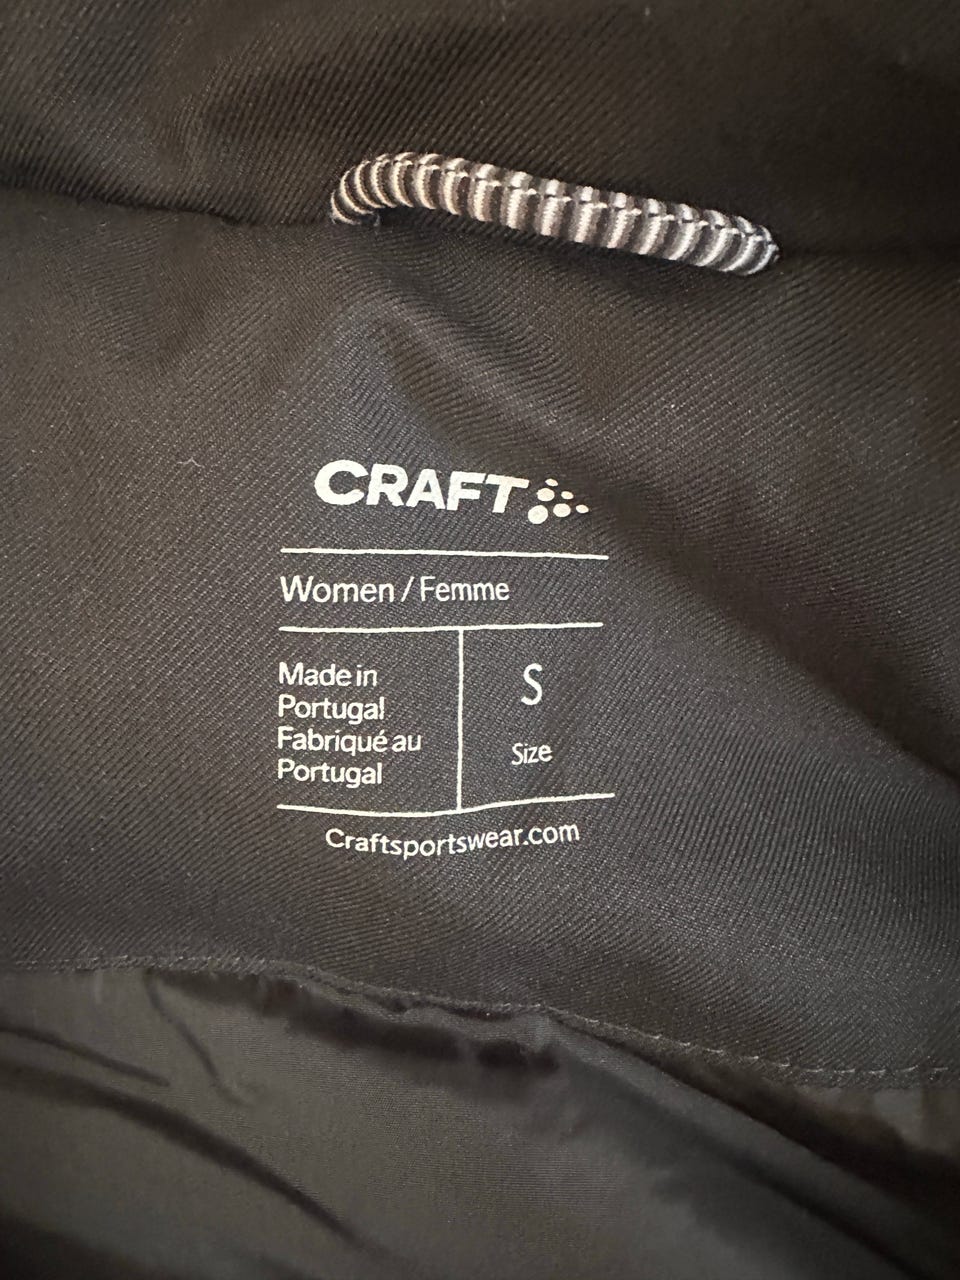 CRAFT
Women / Femme
Made in
Portugal
Fabriqué au
Portugal
S
Size
Craftsportswear.com